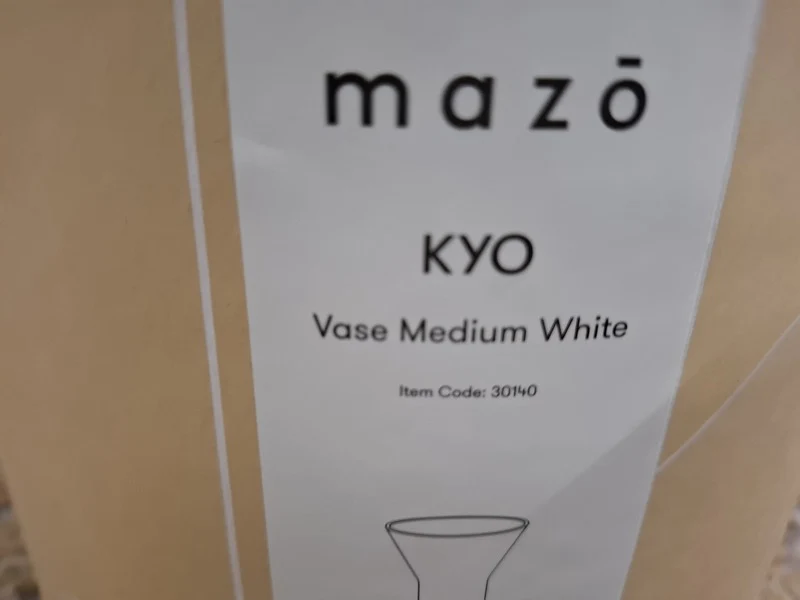 mazō
KYO
Vase Medium White
Item Code: 30140